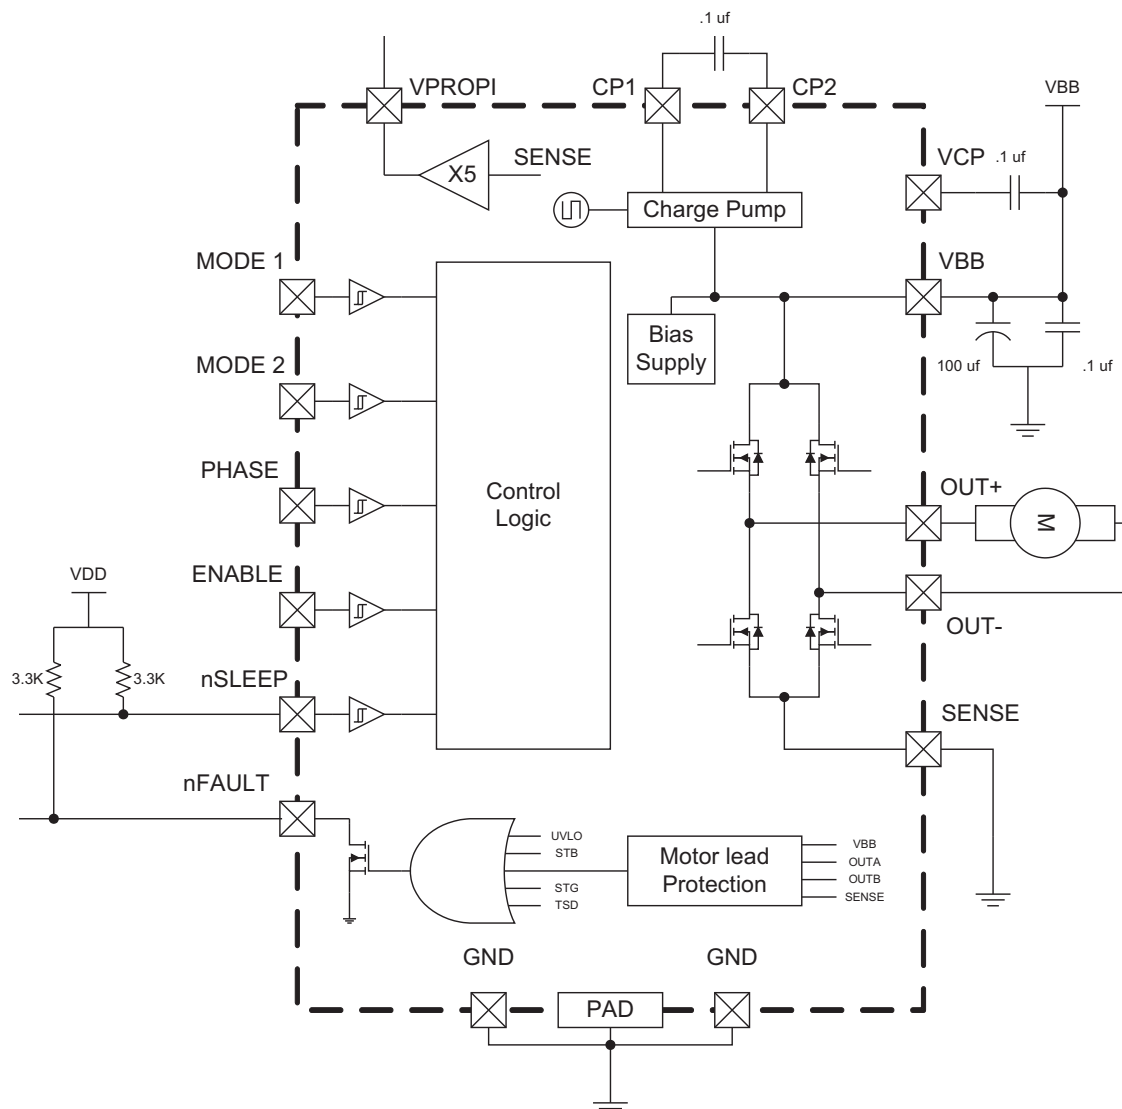 .1 uf
VPROPI
CP1
CP2
VBB
X5
SENSE
VCP
.1 uf
Charge Pump
MODE 1
VBB
Bias
Supply
100 uf
.1 uf
MODE 2
PHASE
Control
Logic
OUT+
M
ENABLE
VDD
OUT-
3.3K
3.3K
nSLEEP
SENSE
nFAULT
UVLO
STB
STG
TSD
Motor lead
Protection
VBB
OUTA
OUTB
SENSE
GND
GND
PAD